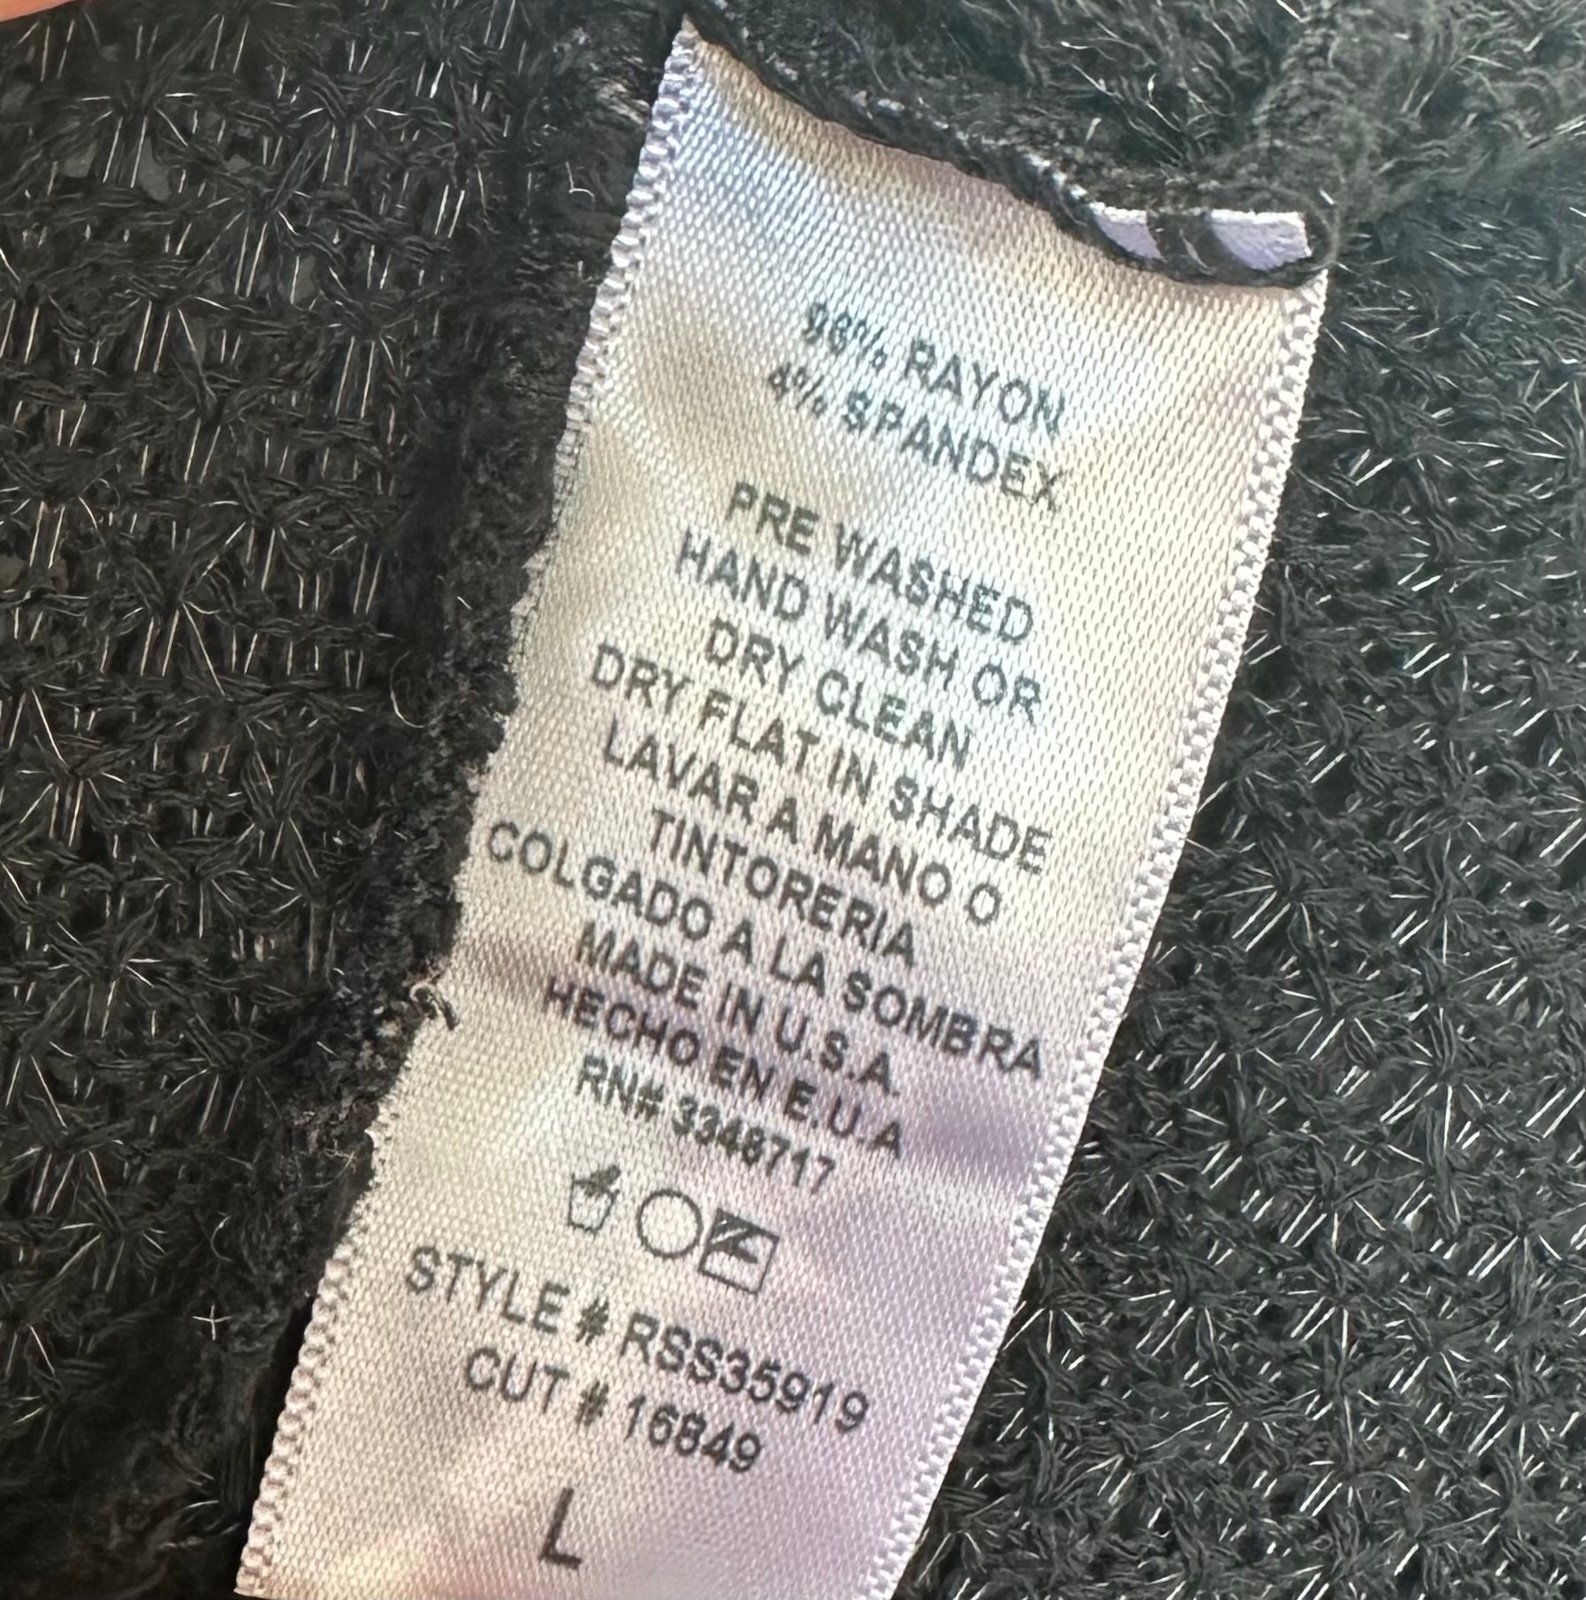 96% RAYON
4% SPANDEX
PRE WASHED
HAND WASH OR
DRY CLEAN
DRY FLAT IN SHADE
LAVAR A MANO O
TINTORERIA
COLGADO A LA SOMBRA
MADE IN U.S.A.
HECHO EN E.U.A
RN# 3348717
STYLE # RSS35919
CUT # 16849
L